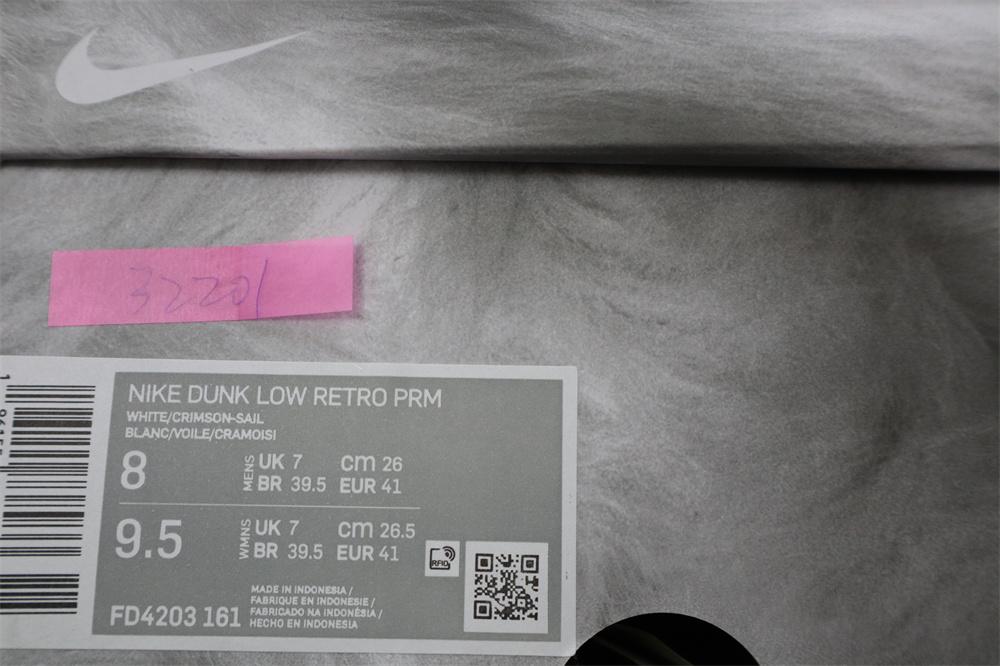 32201
NIKE DUNK LOW RETRO PRM
WHITE/CRIMSON-SAIL
BLANC/VOILE/CRAMOISI
8 MENS UK 7 CM 26
BR 39.5 EUR 41
9.5 WMNS UK 7 CM 26.5
BR 39.5 EUR 41
RFID
MADE IN INDONESIA /
FABRIQUE EN INDONESIE /
FABRICADO NA INDONÉSIA /
HECHO EN INDONESIA
FD4203 161